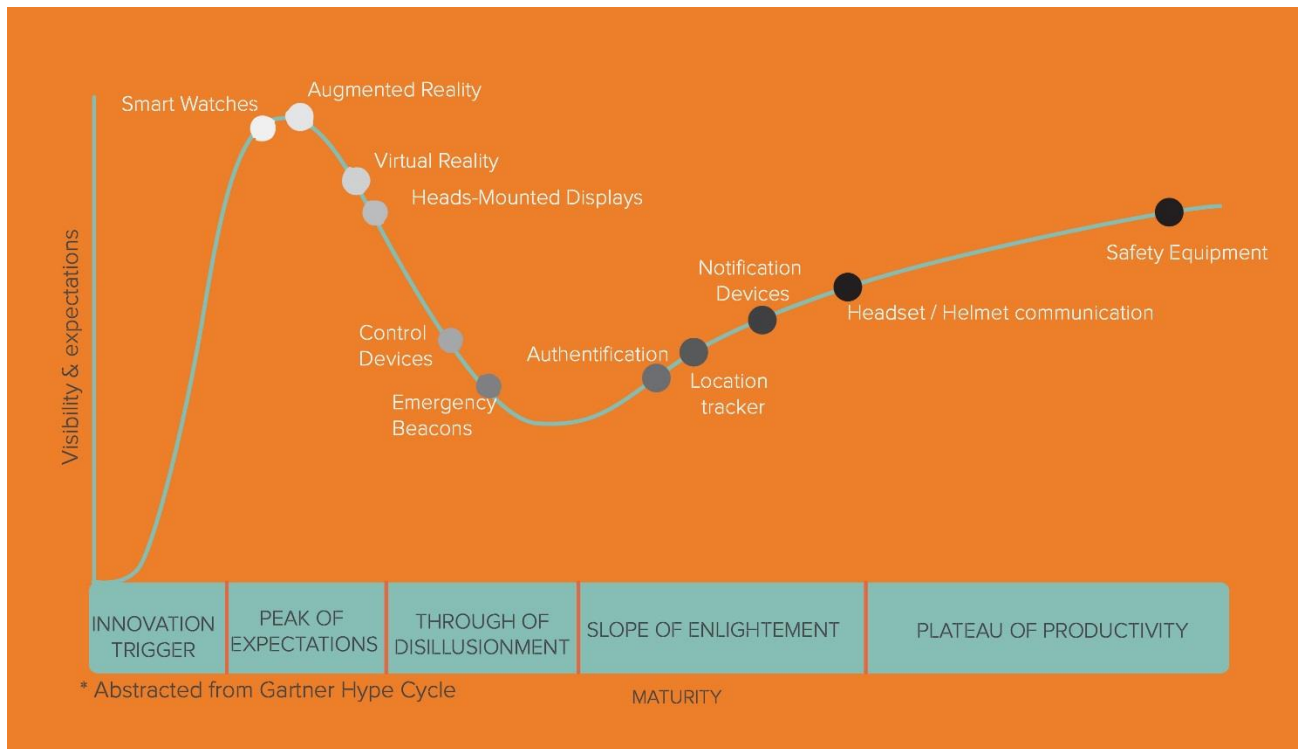 Augmented Reality
Smart Watches
Virtual Reality
Heads-Mounted Displays
Visibility & expectations
Safety Equipment
Notification
Devices
Headset / Helmet communication
Control
Devices
Authentification
Location
tracker
Emergency
Beacons
INNOVATION
TRIGGER
PEAK OF
EXPECTATIONS
THROUGH OF
DISILLUSIONMENT
SLOPE OF ENLIGHTEMENT
PLATEAU OF PRODUCTIVITY
* Abstracted from Gartner Hype Cycle
MATURITY